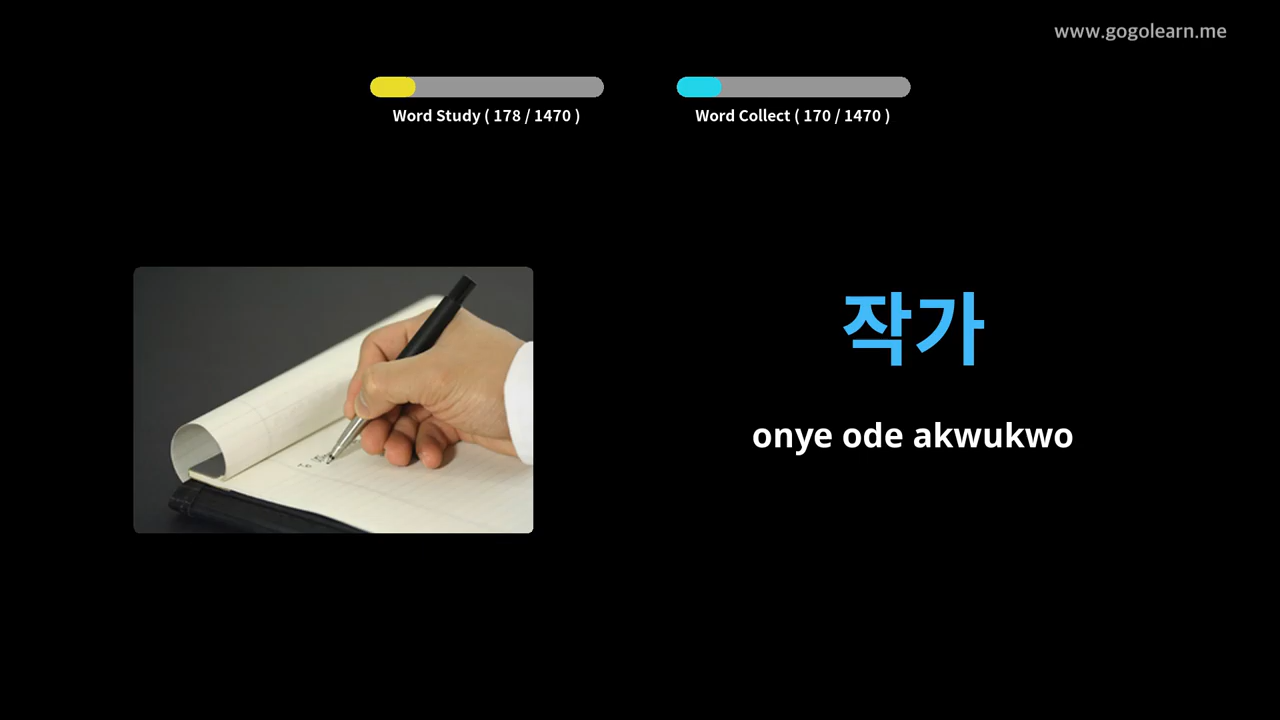 www.gogolearn.me
Word Study ( 178 / 1470 )
Word Collect ( 170 / 1470 )
작가
onye ode akwukwo